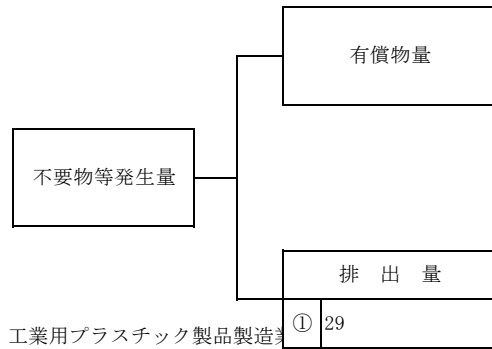 有償物量
不要物等発生量
排 出 量
① 29
工業用プラスチック製品製造業